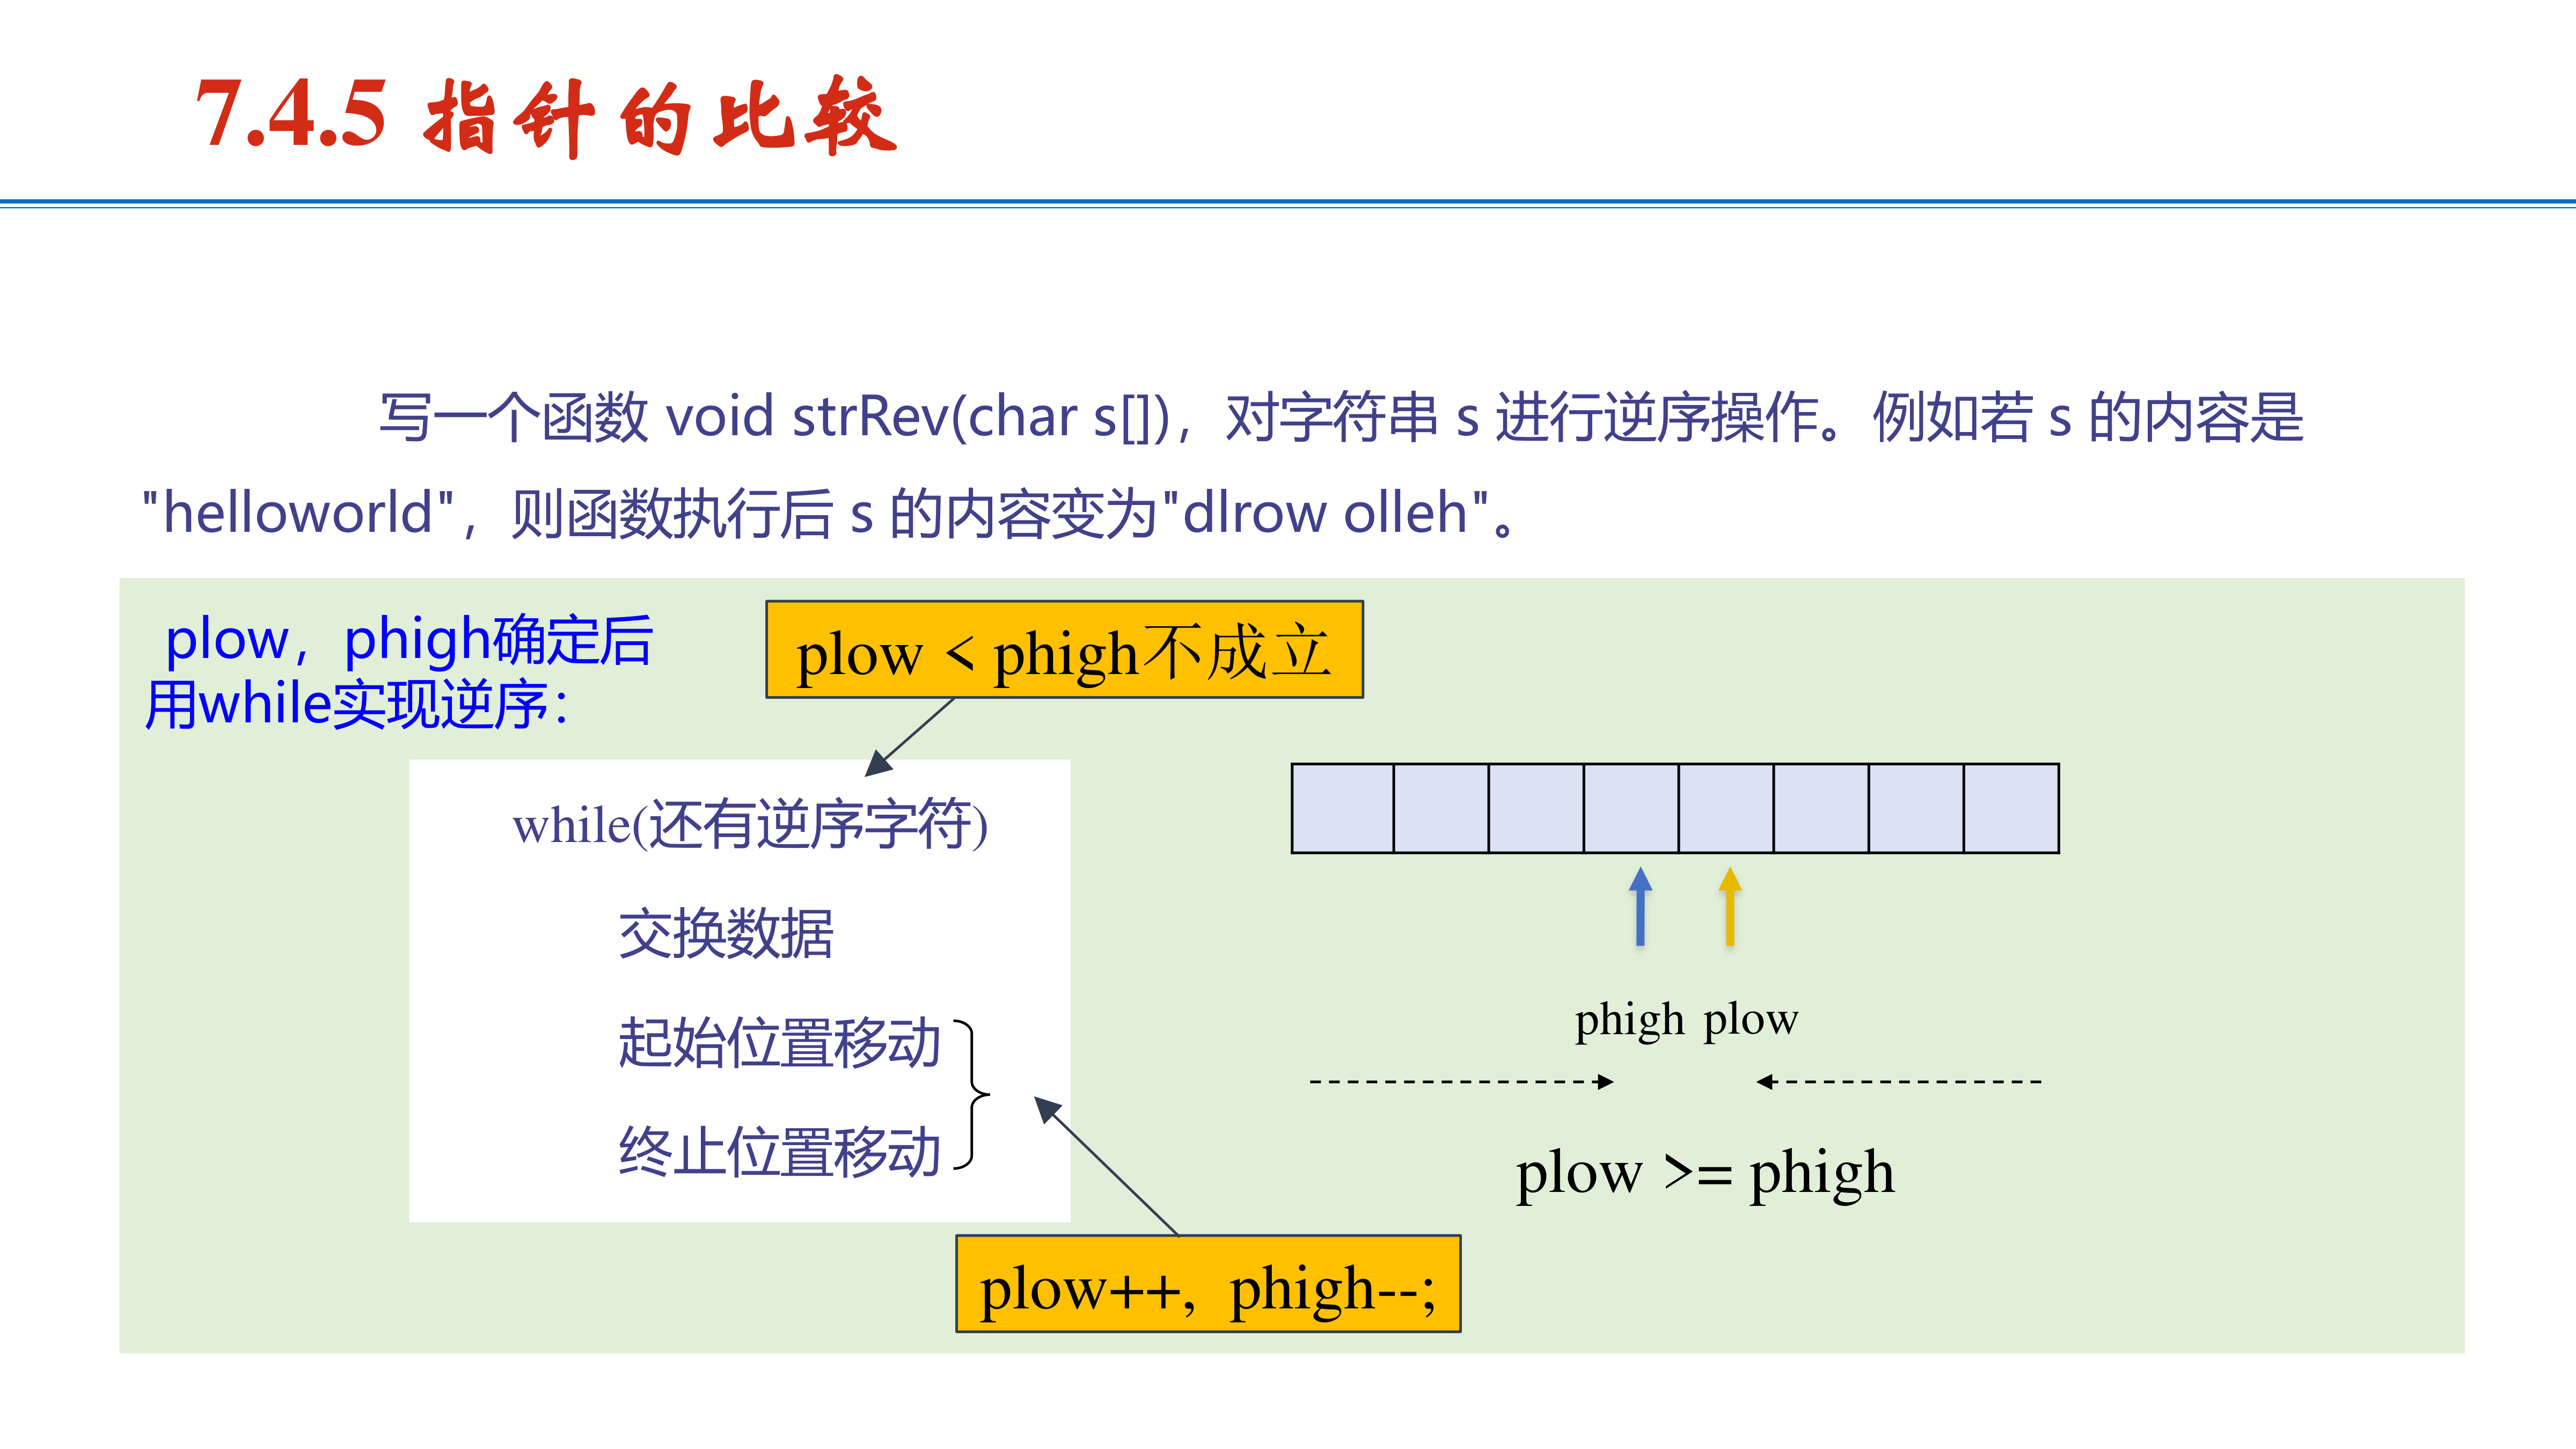 7.4.5 指针的比较
写一个函数 void strRev(char s[])，对字符串 s 进行逆序操作。例如若 s 的内容是
"helloworld"，则函数执行后 s 的内容变为"dlrow olleh"。
plow，phigh确定后
用while实现逆序：
plow < phigh不成立
while(还有逆序字符)
交换数据
起始位置移动
终止位置移动
plow++, phigh--;
phigh plow
plow >= phigh